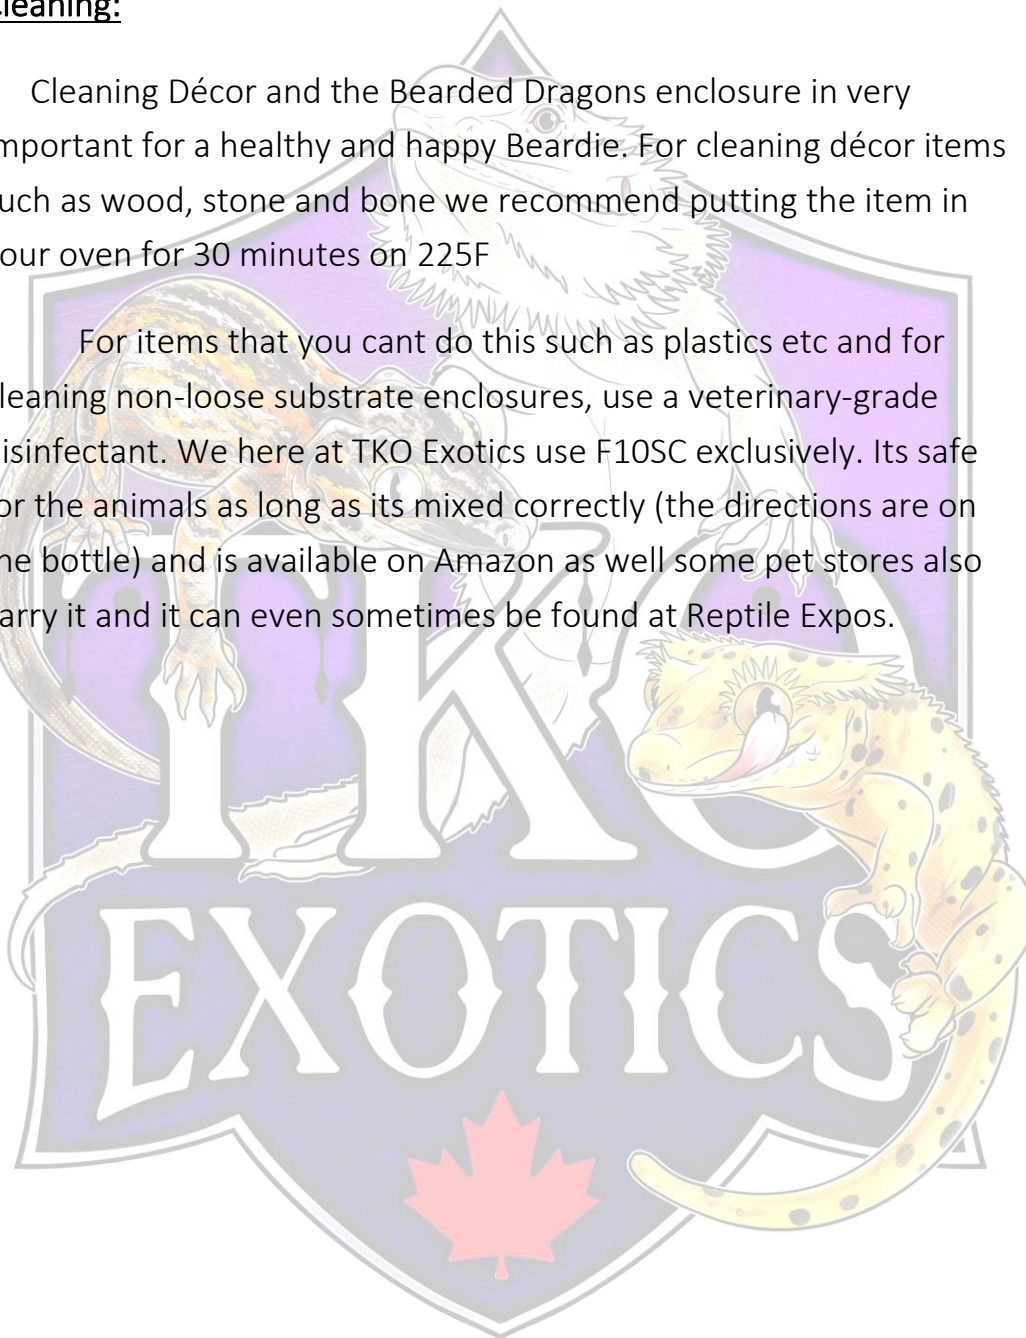 leaning:
Cleaning Décor and the Bearded Dragons enclosure in very
mportant for a healthy and happy Beardie. For cleaning décor items
uch as wood, stone and bone we recommend putting the item in
our oven for 30 minutes on 225F
For items that you cant do this such as plastics etc and for
leaning non-loose substrate enclosures, use a veterinary-grade
isinfectant. We here at TKO Exotics use F10SC exclusively. Its safe
or the animals as long as its mixed correctly (the directions are on
he bottle) and is available on Amazon as well some pet stores also
arry it and it can even sometimes be found at Reptile Expos.
TKO
EXOTICS